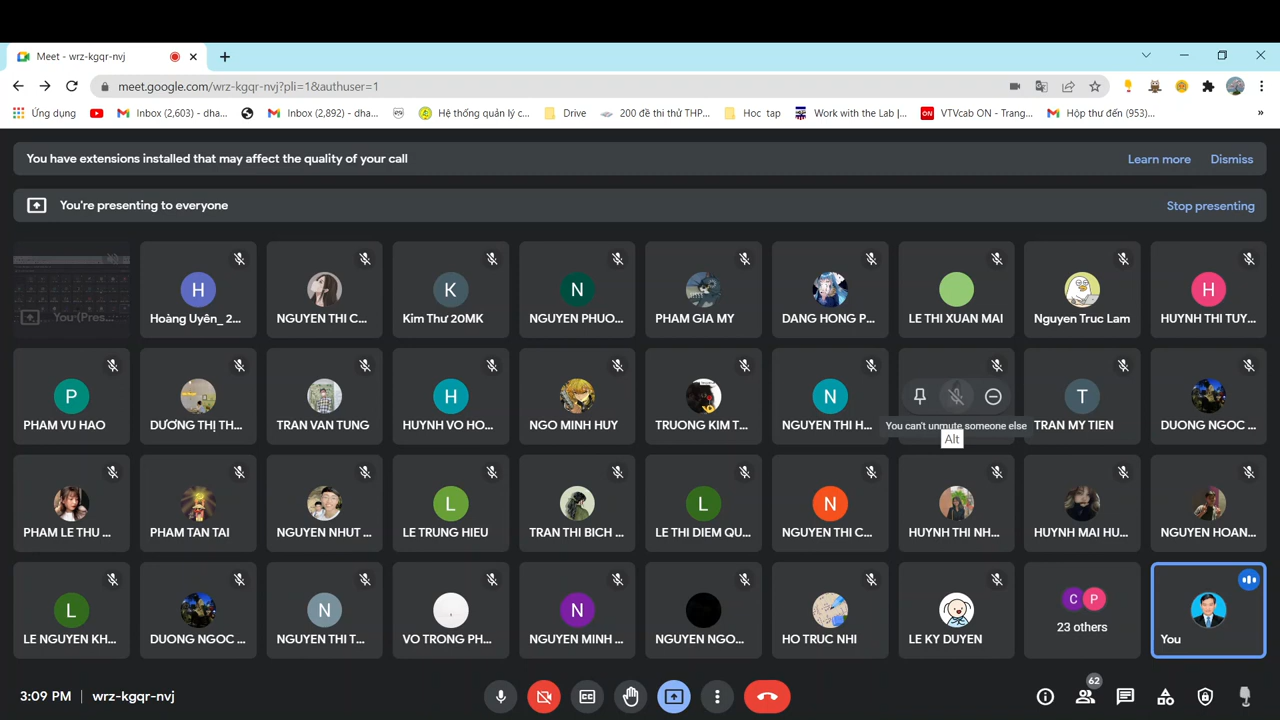 Meet - wrz-kgqr-nvj
meet.google.com/wrz-kgqr-nvj?pli=1&authuser=1
Ứng dụng
Inbox (2,603) - dha...
Inbox (2,892) - dha...
Hệ thống quản lý c...
Drive
200 đề thi thử THP...
Hoc tap
Work with the Lab |...
VTVcab ON - Trang...
Hộp thư đến (953)...
»
You have extensions installed that may affect the quality of your call
Learn more
Dismiss
You're presenting to everyone
Stop presenting
You (Pres...
H
Hoàng Uyên_ 2...
NGUYEN THI C...
K
Kim Thư 20MK
N
NGUYEN PHUO...
PHAM GIA MY
DANG HONG P...
LE THI XUAN MAI
Nguyen Truc Lam
H
HUYNH THI TUY...
P
PHAM VU HAO
DƯƠNG THỊ TH...
TRAN VAN TUNG
H
HUYNH VO HO...
NGO MINH HUY
TRUONG KIM T...
N
NGUYEN THI H...
You can't unmute someone else
Alt
T
TRAN MY TIEN
DUONG NGOC ...
PHAM LE THU ...
PHAM TAN TAI
NGUYEN NHUT ...
L
LE TRUNG HIEU
TRAN THI BICH ...
L
LE THI DIEM QU...
N
NGUYEN THI C...
HUYNH THI NH...
HUYNH MAI HU...
NGUYEN HOAN...
L
LE NGUYEN KH...
DUONG NGOC ...
N
NGUYEN THI T...
VO TRONG PH...
N
NGUYEN MINH ...
NGUYEN NGO...
HO TRUC NHI
LE KY DUYEN
C P
23 others
You
3:09 PM | wrz-kgqr-nvj
62